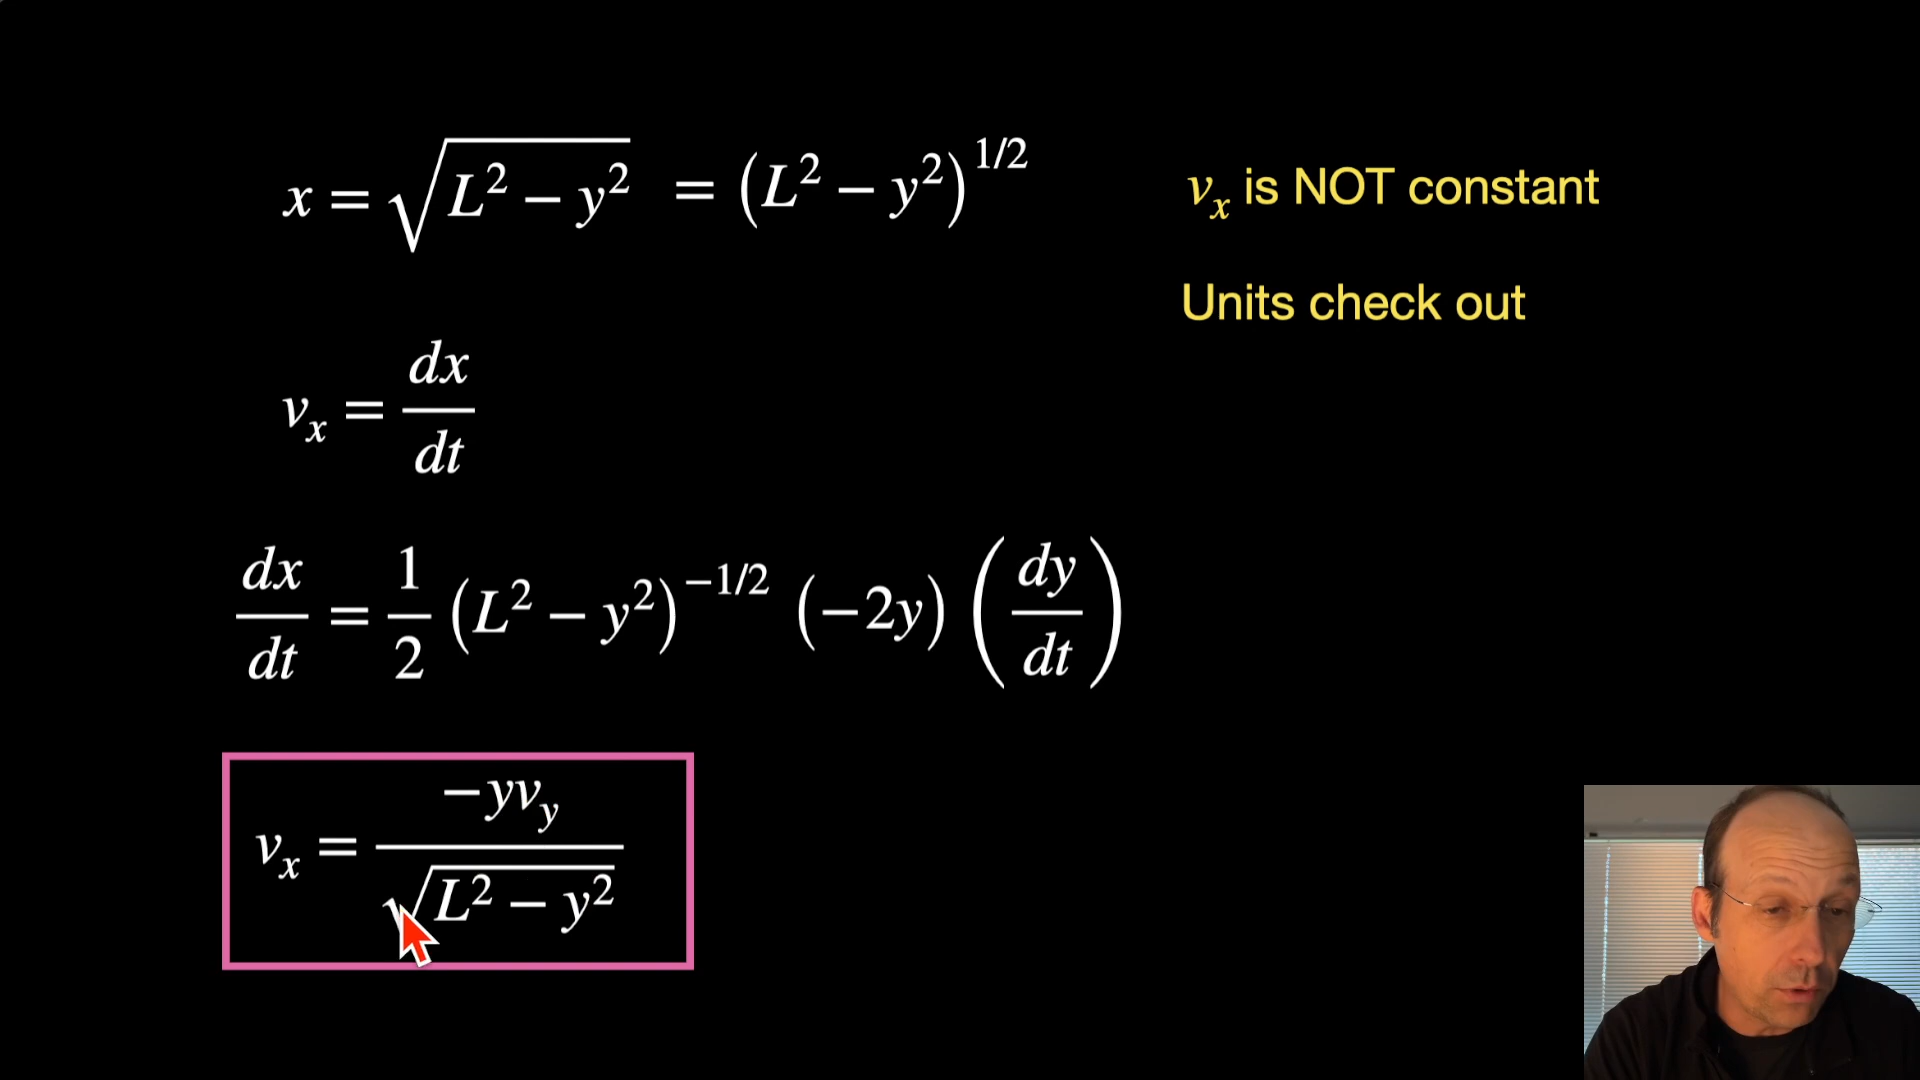 x = √(L² − y²) = (L² − y²)^{1/2}
v_x is NOT constant
Units check out
v_x = dx/dt
dx/dt = 1/2 (L² − y²)^{−1/2} (−2y) (dy/dt)
v_x = −yv_y/√(L² − y²)